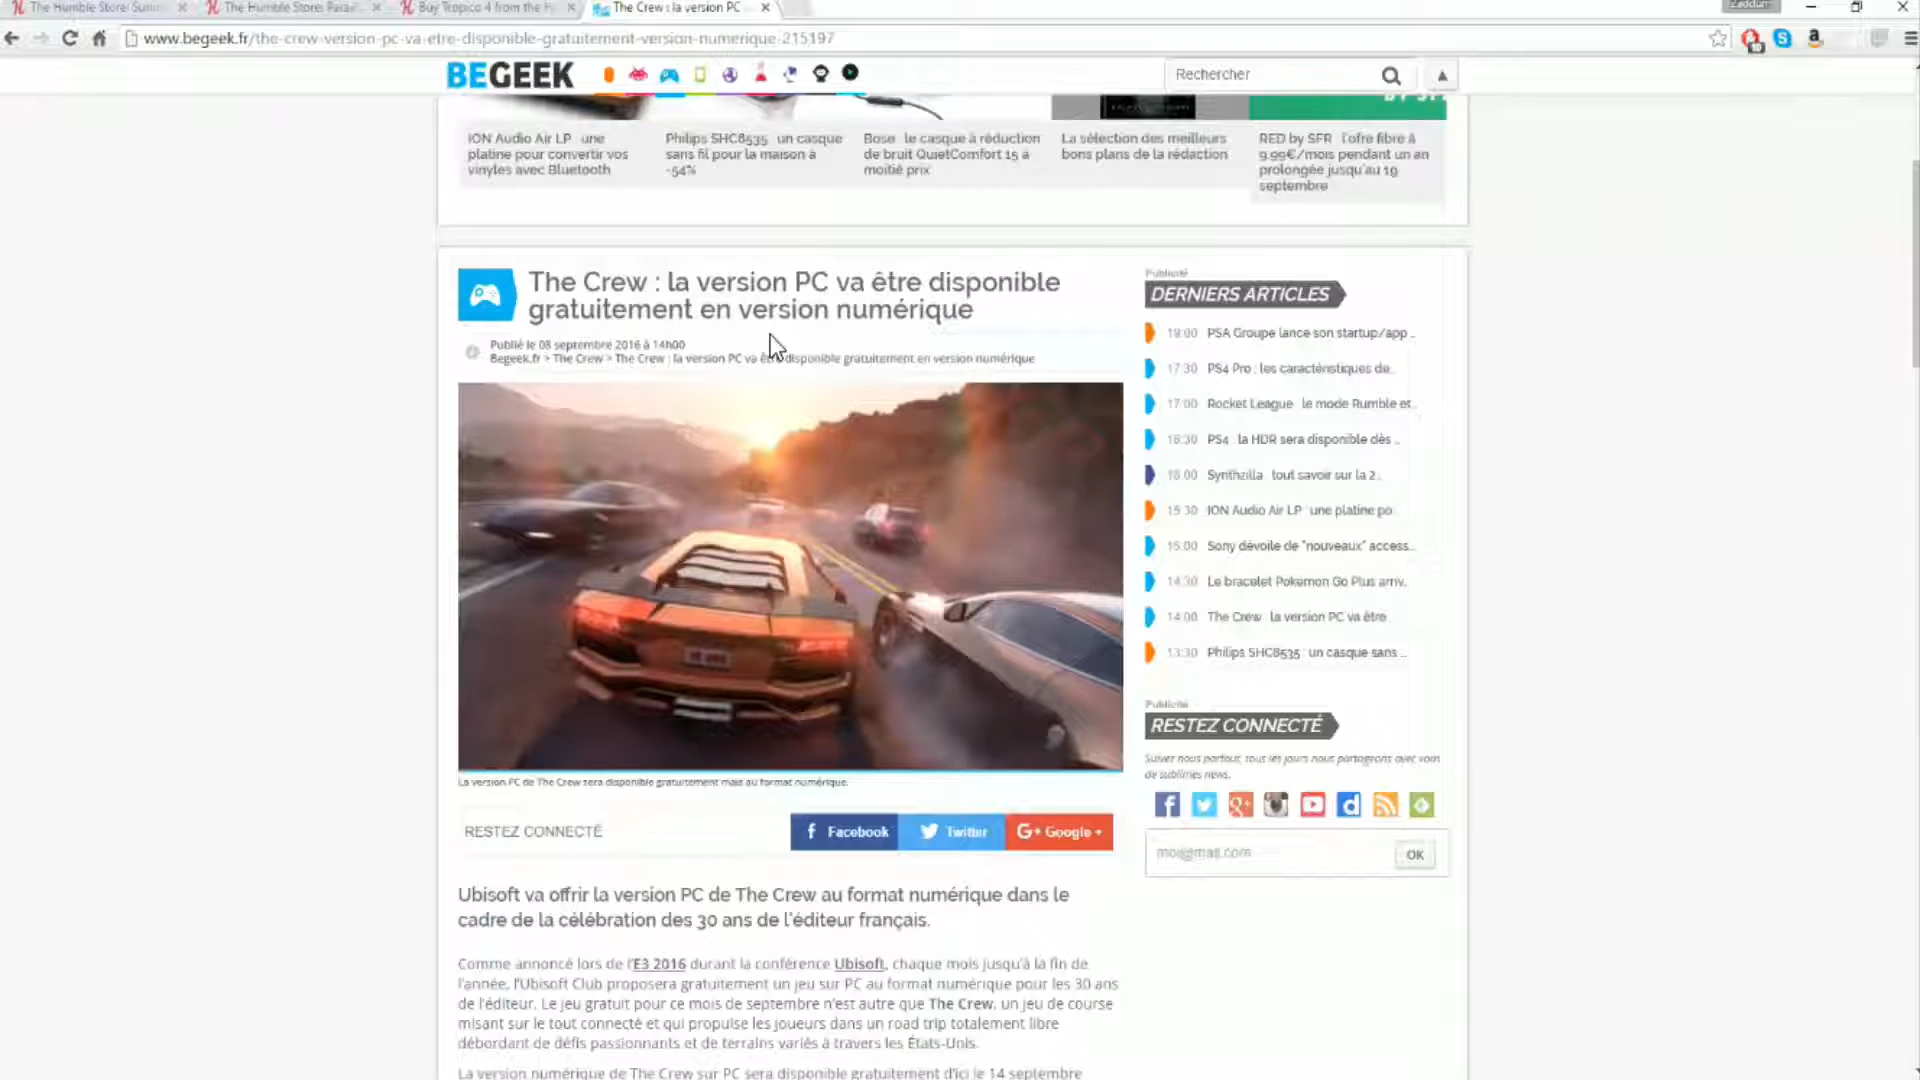 The Humble Store: Sum
The Humble Store: Parad
Buy Tropico 4 from the H
The Crew : la version PC
www.begeek.fr/the-crew-version-pc-va-etre-disponible-gratuitement-version-numerique-215197
BEGEEK
Rechercher
ION Audio Air LP une
platine pour convertir vos
vinyles avec Bluetooth
Philips SHC8535 un casque
sans fil pour la maison à
-54%
Bose le casque à réduction
de bruit QuietComfort 15 à
moitié prix
La sélection des meilleurs
bons plans de la rédaction
RED by SFR l'ofre fibre à
9.99€/mois pendant un an
prolongée jusqu'au 19
septembre
The Crew : la version PC va être disponible
gratuitement en version numérique
Publié le 08 septembre 2016 à 14h00
Begeek.fr > The Crew > The Crew : la version PC va être disponible gratuitement en version numérique
La version PC de The Crew sera disponible gratuitement mais au format numérique.
RESTEZ CONNECTÉ
Facebook
Twitter
G+ Google +
Ubisoft va offrir la version PC de The Crew au format numérique dans le
cadre de la célébration des 30 ans de l'éditeur français.
Comme annoncé lors de l'E3 2016 durant la conférence Ubisoft, chaque mois jusqu'à la fin de
l'année, l'Ubisoft Club proposera gratuitement un jeu sur PC au format numérique pour les 30 ans
de l'éditeur. Le jeu gratuit pour ce mois de septembre n'est autre que The Crew, un jeu de course
misant sur le tout connecté et qui propulse les joueurs dans un road trip totalement libre
débordant de défis passionnants et de terrains variés à travers les États-Unis.
La version numérique de The Crew sur PC sera disponible gratuitement d'ici le 14 septembre
Publicité
DERNIERS ARTICLES
19:00 PSA Groupe lance son startup/app ...
17:30 PS4 Pro : les caractéristiques de...
17:00 Rocket League le mode Rumble et...
16:30 PS4 : la HDR sera disponible dès ...
16:00 Synthzilla tout savoir sur la 2...
15:30 ION Audio Air LP une platine po
15:00 Sony dévoile de "nouveaux" access...
14:30 Le bracelet Pokemon Go Plus arriv...
14:00 The Crew la version PC va être
13:30 Philips SHC8535 : un casque sans ...
Publicité
RESTEZ CONNECTÉ
Suivez nous partout, tous les jours nous partageons avec vous
de sublimes news.
moi@mail.com
OK